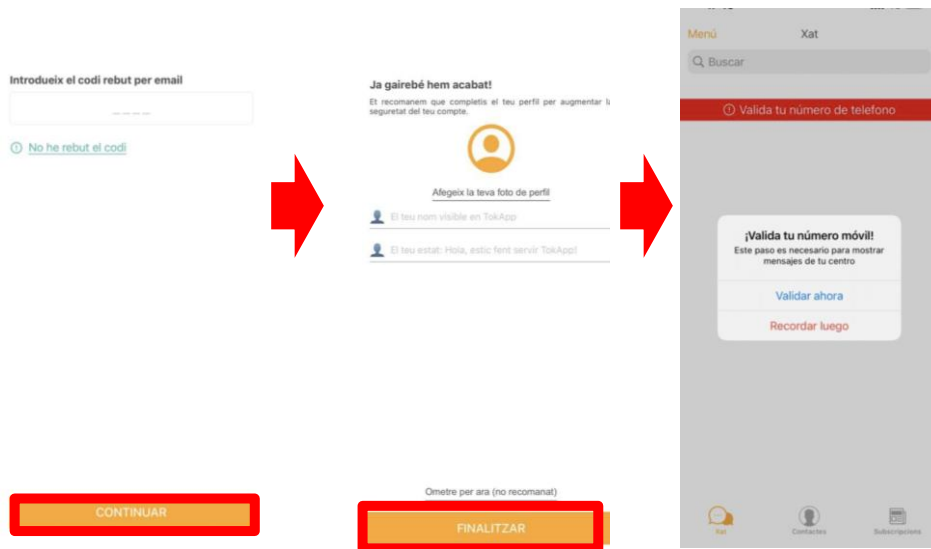 Introdueix el codi rebut per email
____
No he rebut el codi
CONTINUAR
Ja gairebé hem acabat!
Et recomanem que completis el teu perfil per augmentar la
seguretat del teu compte.
Afegeix la teva foto de perfil
El teu nom visible en TokApp
El teu estat: Hola, estic fent servir TokApp!
Ometre per ara (no recomanat)
FINALITZAR
Menú
Xat
Buscar
Valida tu número de telefono
¡Valida tu número móvil!
Este paso es necesario para mostrar
mensajes de tu centro
Validar ahora
Recordar luego
Xat
Contactes
Subscripcions